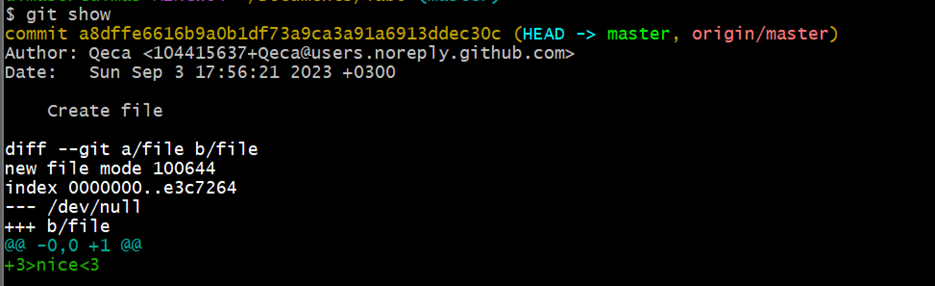 $ git show
commit a8dffe6616b9a0b1df73a9ca3a91a6913ddec30c (HEAD -> master, origin/master)
Author: Qeca <104415637+Qeca@users.noreply.github.com>
Date:   Sun Sep 3 17:56:21 2023 +0300
    Create file
diff --git a/file b/file
new file mode 100644
index 0000000..e3c7264
--- /dev/null
+++ b/file
@@ -0,0 +1 @@
+3>nice<3